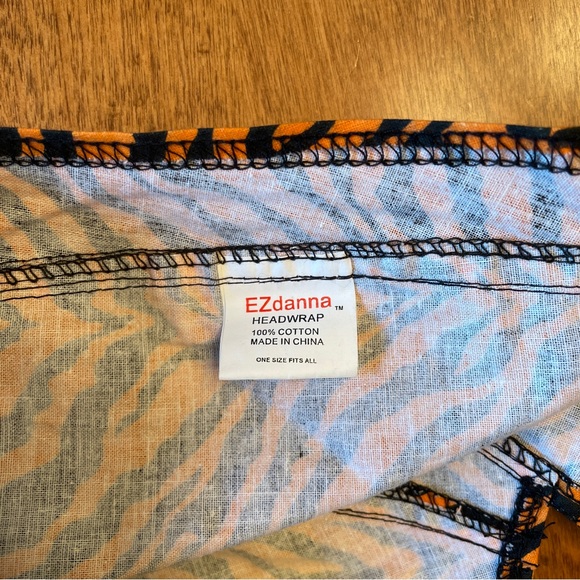 EZdanna™
HEADWRAP
100% COTTON
MADE IN CHINA
ONE SIZE FITS ALL